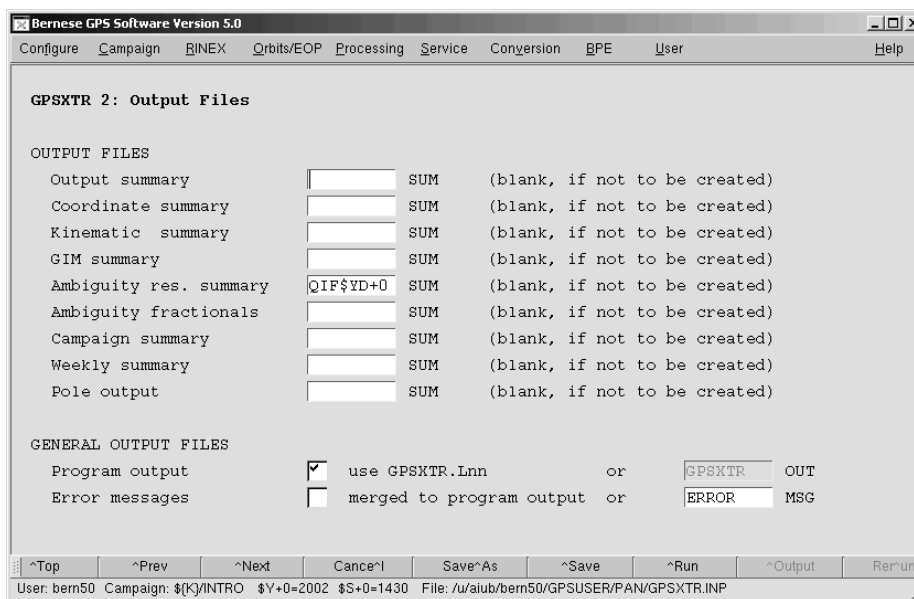 Bernese GPS Software Version 5.0
Configure Campaign RINEX Orbits/EOP Processing Service Conversion BPE User Help
GPSXTR 2: Output Files
OUTPUT FILES
Output summary SUM (blank, if not to be created)
Coordinate summary SUM (blank, if not to be created)
Kinematic summary SUM (blank, if not to be created)
GIM summary SUM (blank, if not to be created)
Ambiguity res. summary QIF$YD+0 SUM (blank, if not to be created)
Ambiguity fractionals SUM (blank, if not to be created)
Campaign summary SUM (blank, if not to be created)
Weekly summary SUM (blank, if not to be created)
Pole output SUM (blank, if not to be created)
GENERAL OUTPUT FILES
Program output use GPSXTR.Lnn or GPSXTR OUT
Error messages merged to program output or ERROR MSG
^Top ^Prev ^Next Cance^l Save^As ^Save ^Run ^Output Rer^un
User: bern50 Campaign: ${K}/INTRO $Y+0=2002 $S+0=1430 File: /u/aiub/bern50/GPSUSER/PAN/GPSXTR.INP